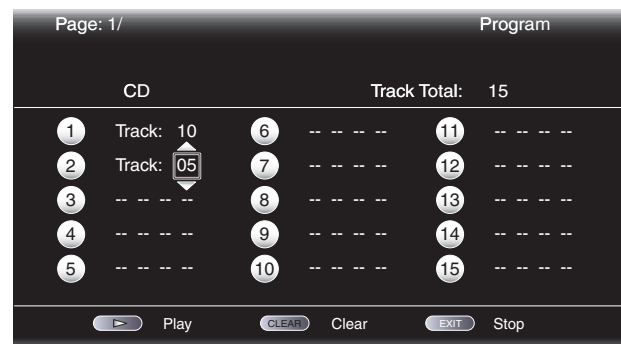 Page: 1/ Program
CD Track Total: 15
1 Track: 10 6 -- -- -- -- 11 -- -- -- --
2 Track: 05 7 -- -- -- -- 12 -- -- -- --
3 -- -- -- -- 8 -- -- -- -- 13 -- -- -- --
4 -- -- -- -- 9 -- -- -- -- 14 -- -- -- --
5 -- -- -- -- 10 -- -- -- -- 15 -- -- -- --
Play CLEAR Clear EXIT Stop